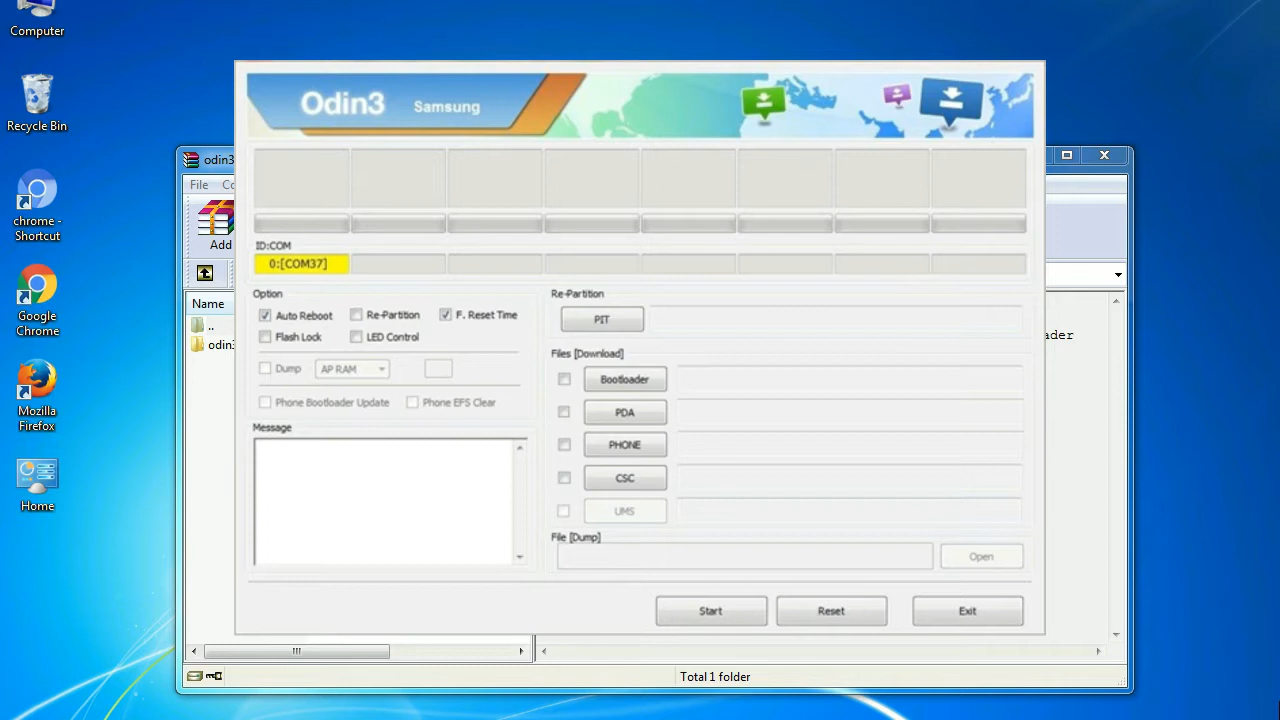 Computer
Recycle Bin
chrome -
Shortcut
Google
Chrome
Mozilla
Firefox
Home
odin3
File Co
Add
Name
..
odin3
ader
Total 1 folder
Odin3 Samsung
ID:COM
0:[COM37]
Option
Auto Reboot Re-Partition F. Reset Time
Flash Lock LED Control
Dump AP RAM
Phone Bootloader Update Phone EFS Clear
Message
Re-Partition
PIT
Files [Download]
Bootloader
PDA
PHONE
CSC
UMS
File [Dump]
Open
Start Reset Exit